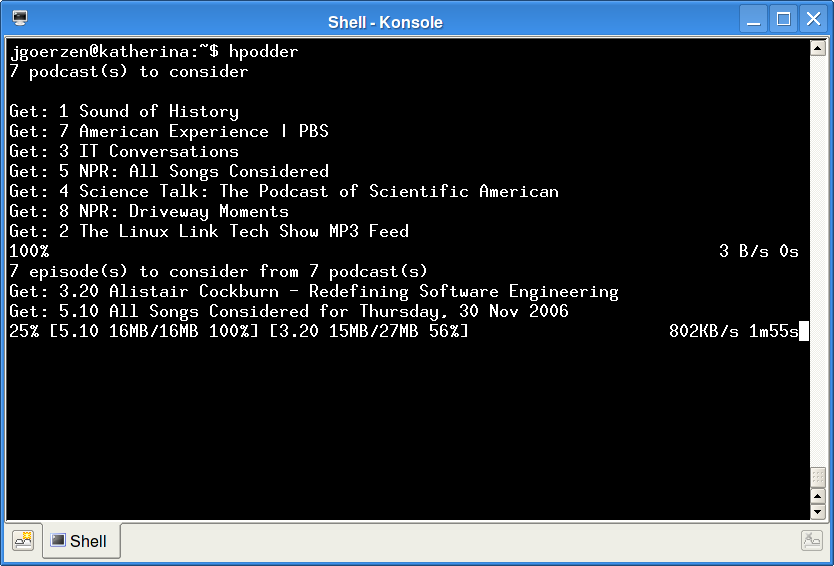 Shell - Konsole
jgoerzen@katherina:~$ hpodder
7 podcast(s) to consider
Get: 1 Sound of History
Get: 7 American Experience | PBS
Get: 3 IT Conversations
Get: 5 NPR: All Songs Considered
Get: 4 Science Talk: The Podcast of Scientific American
Get: 8 NPR: Driveway Moments
Get: 2 The Linux Link Tech Show MP3 Feed
100% 3 B/s 0s
7 episode(s) to consider from 7 podcast(s)
Get: 3.20 Alistair Cockburn - Redefining Software Engineering
Get: 5.10 All Songs Considered for Thursday, 30 Nov 2006
25% [5.10 16MB/16MB 100%] [3.20 15MB/27MB 56%] 802KB/s 1m55s
Shell